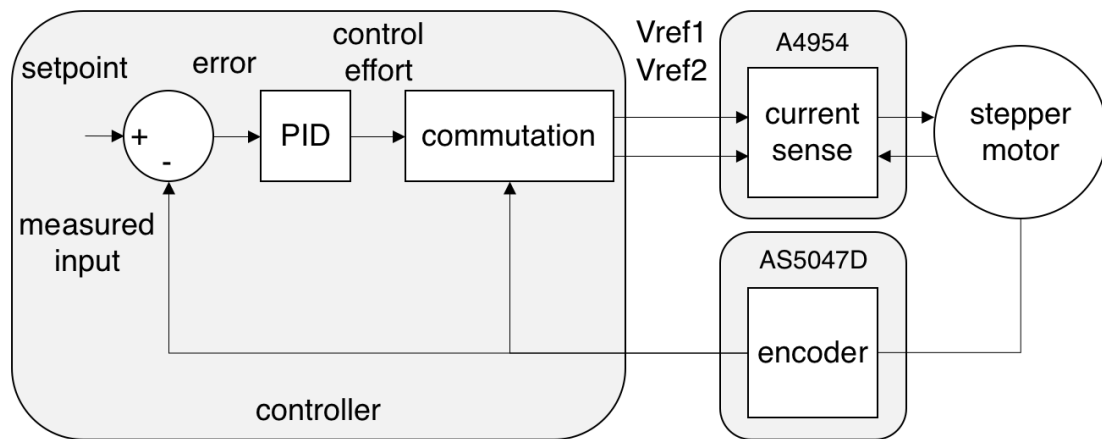 setpoint
error
control
effort
Vref1
Vref2
A4954
+
-
PID
commutation
current
sense
stepper
motor
measured
input
AS5047D
encoder
controller